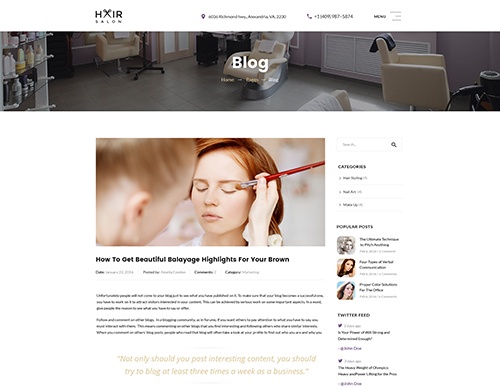 HAIR
SALON
6036 Richmond hwy., Alexandria, VA, 2230
+1 (409) 987–5874
MENU
Blog
Home
Pages
Blog
How To Get Beautiful Balayage Highlights For Your Brown
Date: January 20, 2016
Posted by: Amelia Coleber
Comments: 2
Category: Marketing
Unfortunately people will not come to your blog just to see what you have published on it. To make sure that your blog becomes a successful one,
you have to work on it to attract visitors interested in your content. This can be achieved by serious work on some important aspects. In a word,
give people the reason to see what you have to say or offer.
Follow and comment on other blogs. In a blogging community, as in forums, if you want others to pay attention to what you have to say, you
must interact with them. This means commenting on other blogs that you find interesting and following others who share similar interests.
When you comment on others' blog posts, people who read that blog will often take a look at your profile to find out who you are and why you
“Not only should you post interesting content, you should
try to blog at least three times a week as a business.”
Search...
CATEGORIES
Hair Styling (4)
Nail Art (4)
Make Up (4)
POPULAR POSTS
The Ultimate Technique
to Pitch Anything
Four Types of Verbal
Communication
Proper Color Solutions
For The Office
TWITTER FEED
2 hours ago
Is Your Power of Will Strong and
Determined Enough?
- @John Doe
The Heavy Weight of Olympics
Heavy and Power Lifting for the Price
- @John Doe